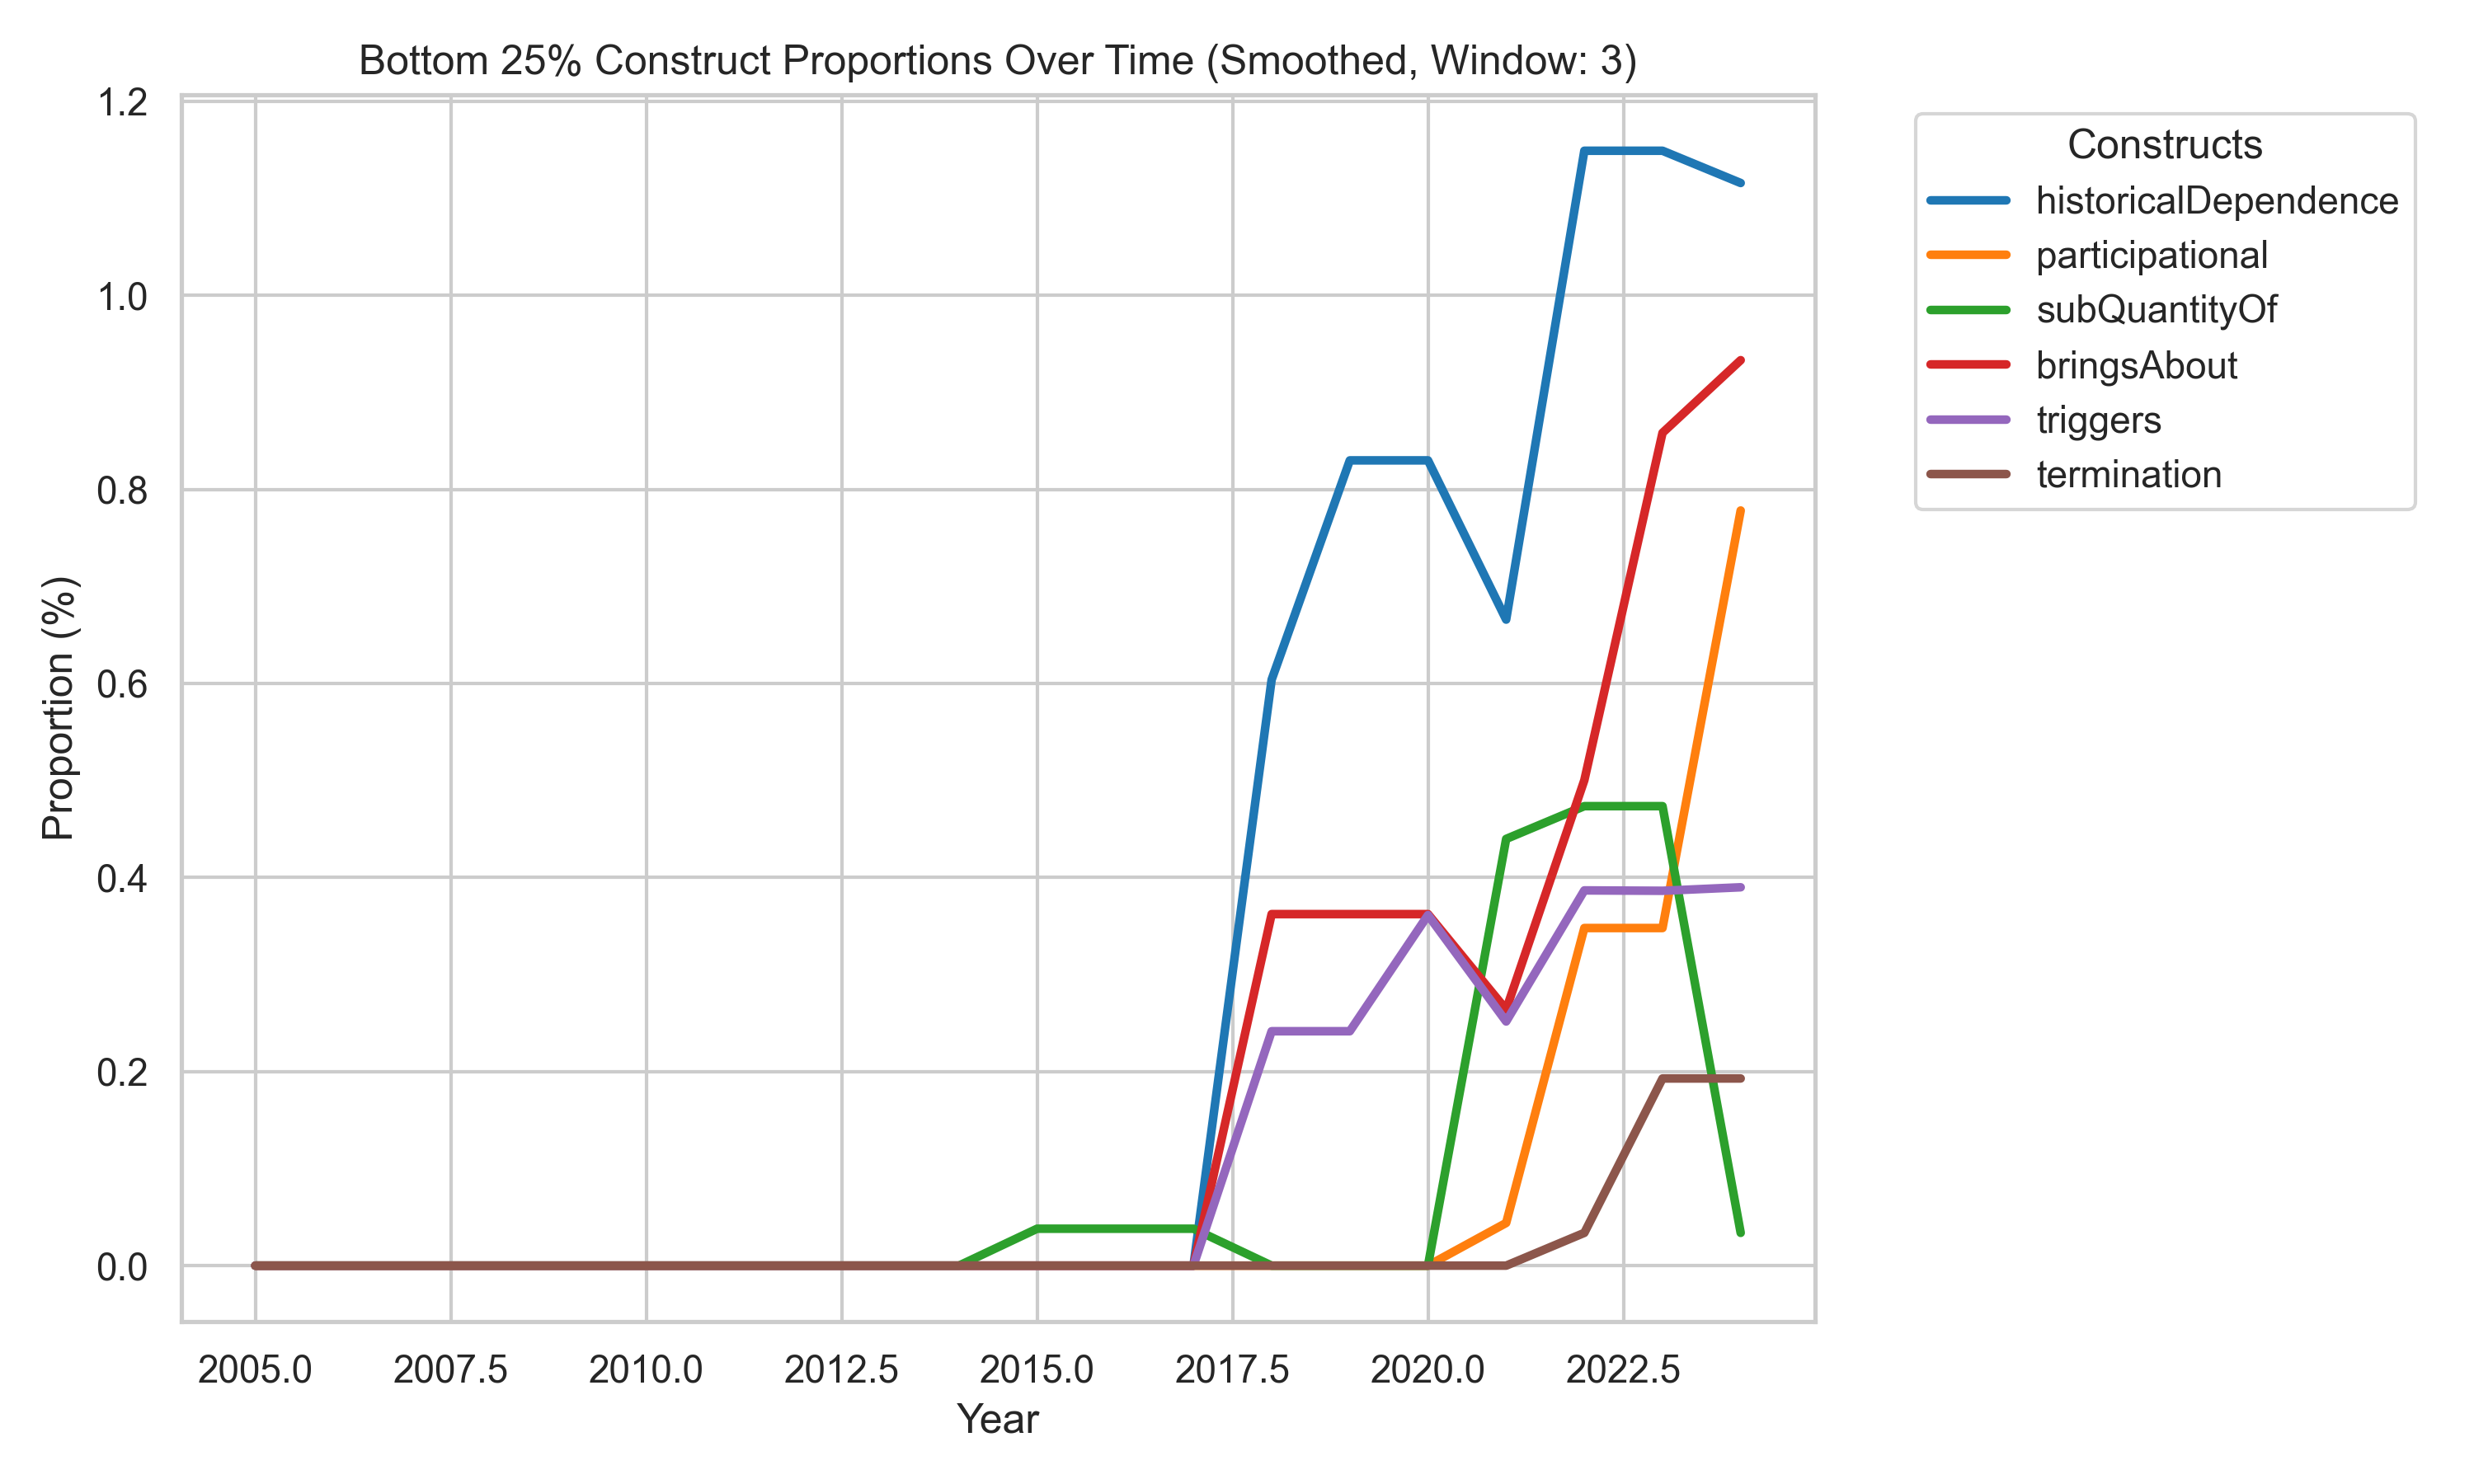 Bottom 25% Construct Proportions Over Time (Smoothed, Window: 3)
1.2
1.0
0.8
0.6
0.4
0.2
0.0
Proportion (%)
2005.0 2007.5 2010.0 2012.5 2015.0 2017.5 2020.0 2022.5
Year
Constructs
historicalDependence
participational
subQuantityOf
bringsAbout
triggers
termination